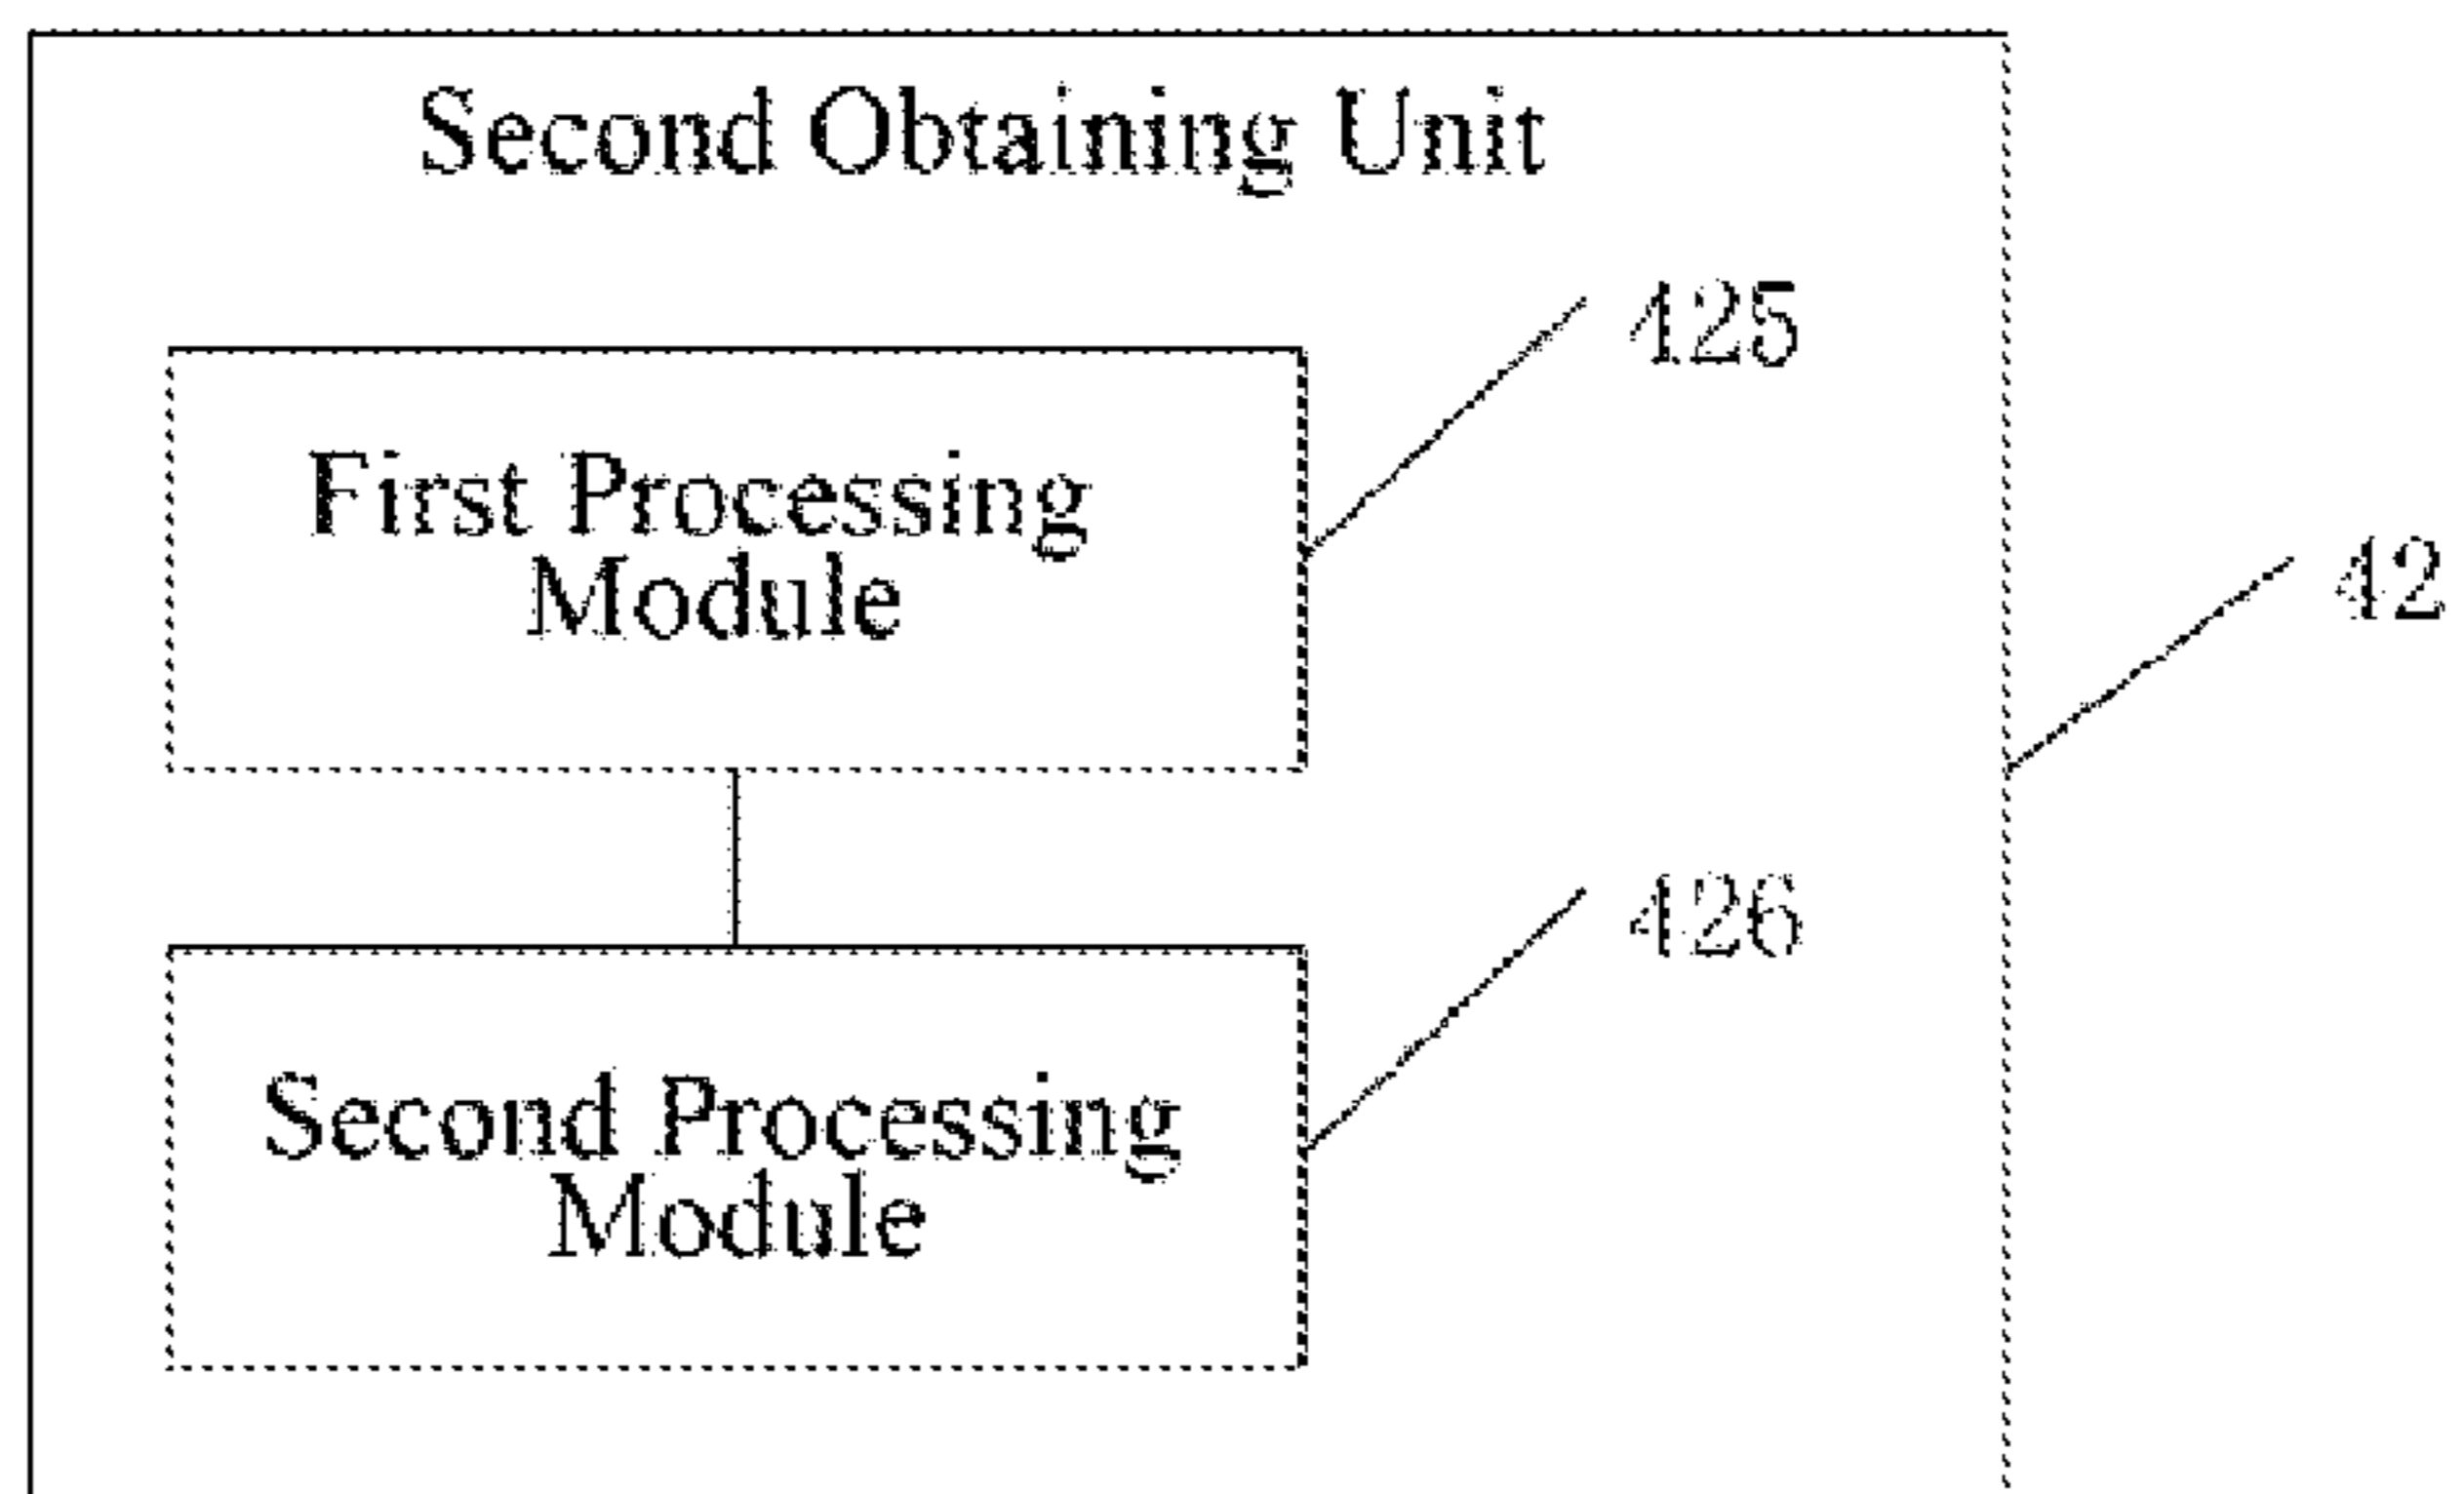 Second Obtaining Unit
425
First Processing
Module
42
426
Second Processing
Module